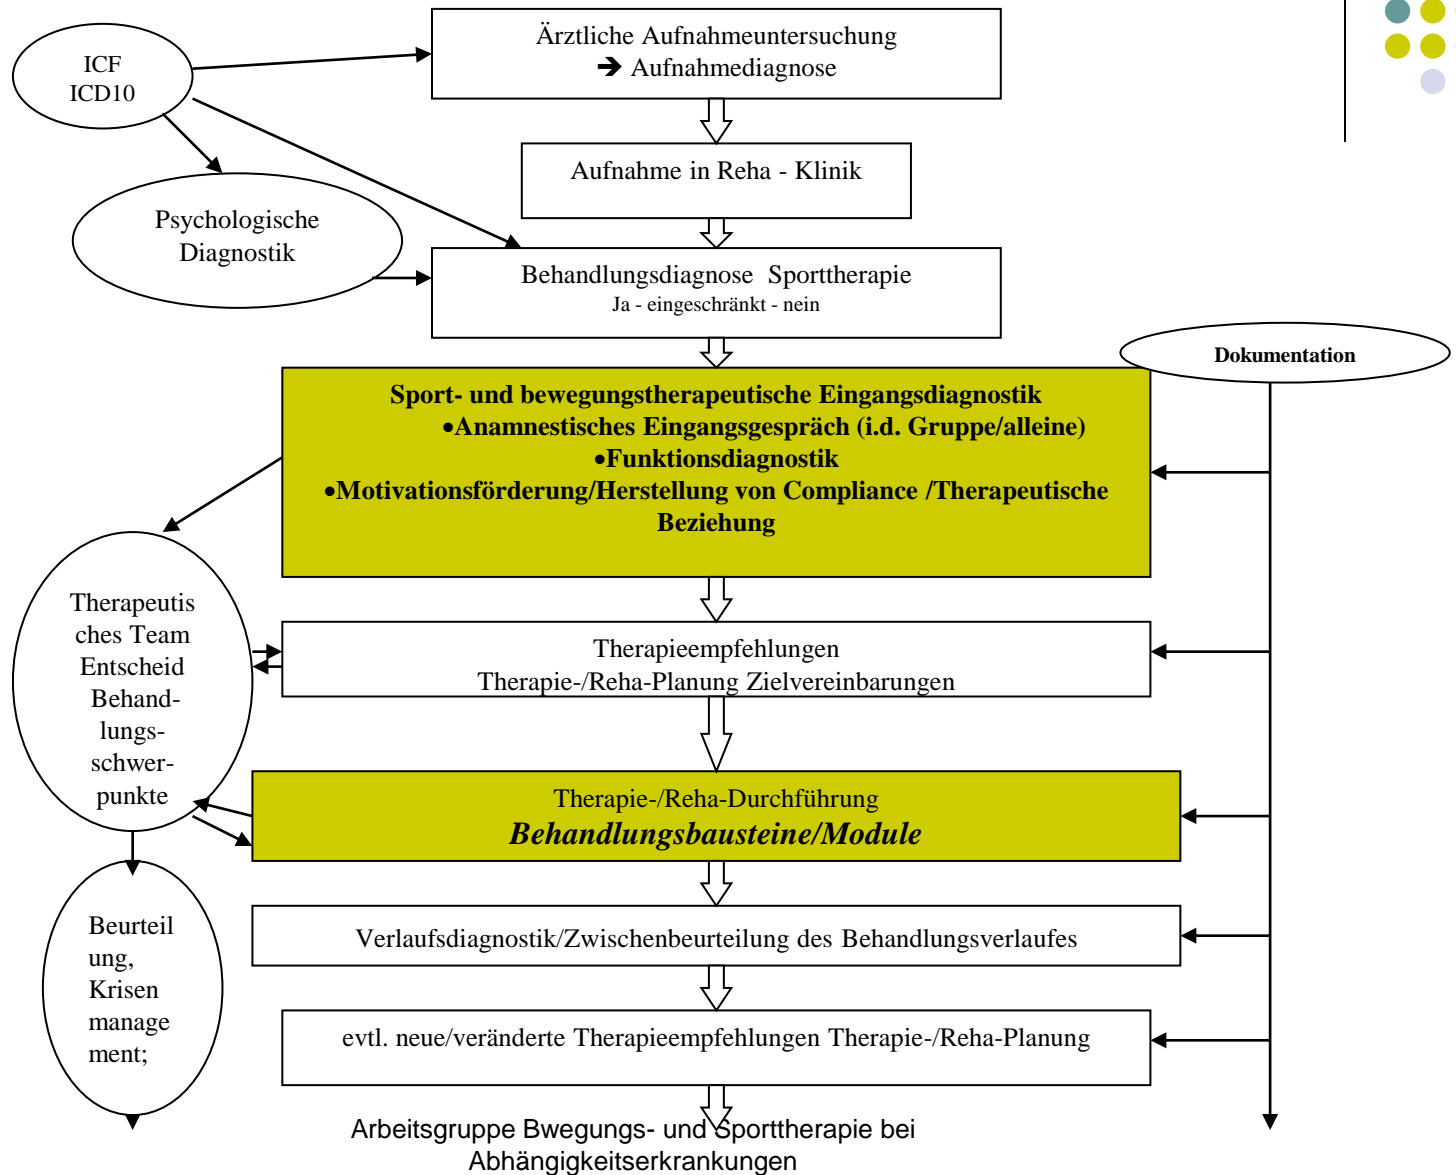 ICF
ICD10
Ärztliche Aufnahmeuntersuchung
➔ Aufnahmediagnose
Aufnahme in Reha - Klinik
Psychologische
Diagnostik
Behandlungsdiagnose Sporttherapie
Ja - eingeschränkt - nein
Dokumentation
Sport- und bewegungstherapeutische Eingangsdiagnostik
•Anamnestisches Eingangsgespräch (i.d. Gruppe/alleine)
•Funktionsdiagnostik
•Motivationsförderung/Herstellung von Compliance /Therapeutische
Beziehung
Therapeutis
ches Team
Entscheid
Behand-
lungs-
schwer-
punkte
Therapieempfehlungen
Therapie-/Reha-Planung Zielvereinbarungen
Therapie-/Reha-Durchführung
Behandlungsbausteine/Module
Beurteil
ung,
Krisen
manage
ment;
Verlaufsdiagnostik/Zwischenbeurteilung des Behandlungsverlaufes
evtl. neue/veränderte Therapieempfehlungen Therapie-/Reha-Planung
Arbeitsgruppe Bwegungs- und Sporttherapie bei
Abhängigkeitserkrankungen